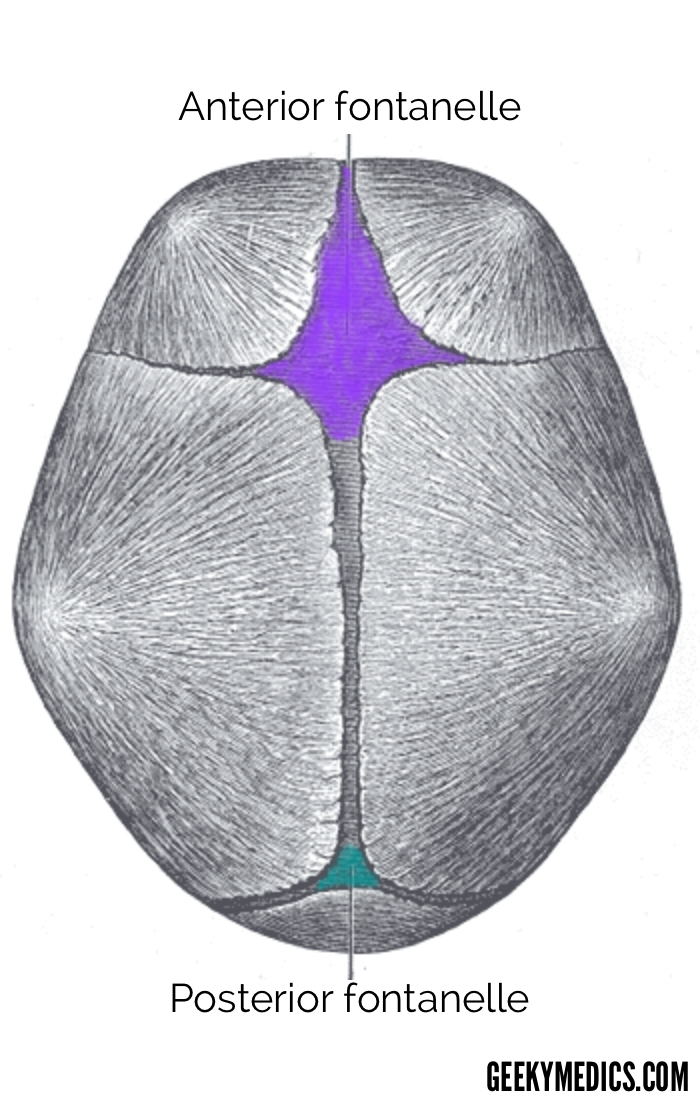 Anterior fontanelle
Posterior fontanelle
GEEKYMEDICS.COM